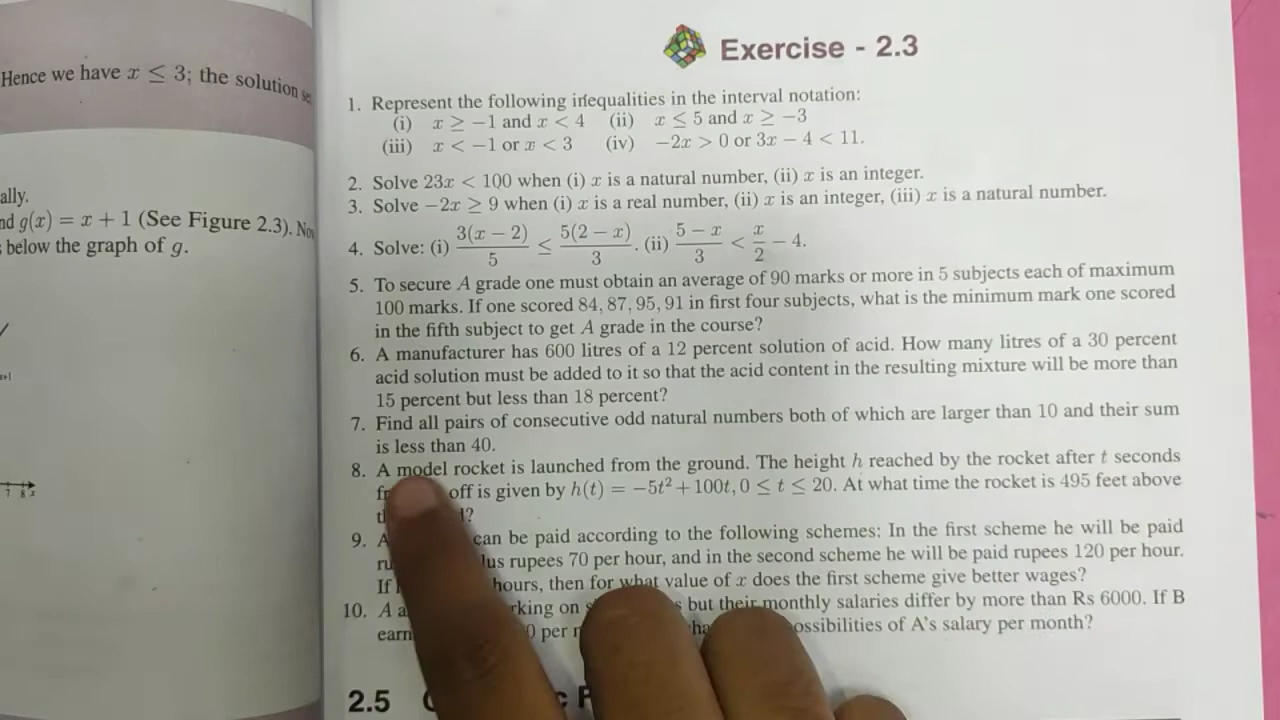 Hence we have x ≤ 3; the solution
ally.
nd g(x) = x + 1 (See Figure 2.3).
below the graph of g.
Exercise - 2.3
1. Represent the following inequalities in the interval notation:
(i) x ≥ −1 and x < 4 (ii) x ≤ 5 and x ≥ −3
(iii) x < −1 or x < 3 (iv) −2x > 0 or 3x − 4 < 11.
2. Solve 23x < 100 when (i) x is a natural number, (ii) x is an integer.
3. Solve −2x ≥ 9 when (i) x is a real number, (ii) x is an integer, (iii) x is a natural number.
4. Solve: (i) 3(x − 2)/5 ≤ 5(2 − x)/3. (ii) 5 − x/3 < x/2 − 4.
5. To secure A grade one must obtain an average of 90 marks or more in 5 subjects each of maximum
100 marks. If one scored 84, 87, 95, 91 in first four subjects, what is the minimum mark one scored
in the fifth subject to get A grade in the course?
6. A manufacturer has 600 litres of a 12 percent solution of acid. How many litres of a 30 percent
acid solution must be added to it so that the acid content in the resulting mixture will be more than
15 percent but less than 18 percent?
7. Find all pairs of consecutive odd natural numbers both of which are larger than 10 and their sum
is less than 40.
8. A model rocket is launched from the ground. The height h reached by the rocket after t seconds
off is given by h(t) = −5t² + 100t, 0 ≤ t ≤ 20. At what time the rocket is 495 feet above
9. can be paid according to the following schemes: In the first scheme he will be paid
rupees 70 per hour, and in the second scheme he will be paid rupees 120 per hour.
If hours, then for what value of x does the first scheme give better wages?
10. A but their monthly salaries differ by more than Rs 6000. If B
earn per possibilities of A's salary per month?
2.5